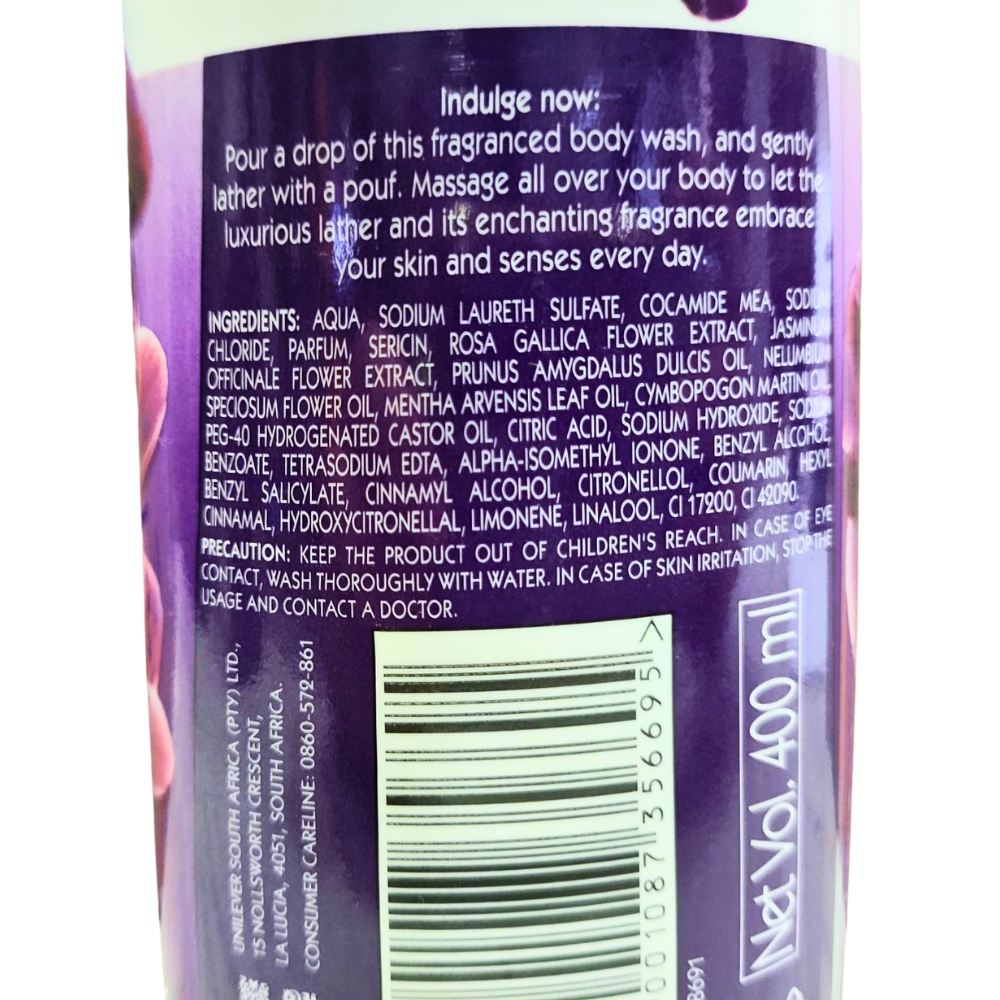 Indulge now:
Pour a drop of this fragranced body wash, and gently
lather with a pouf. Massage all over your body to let the
luxurious lather and its enchanting fragrance embrace
your skin and senses every day.
INGREDIENTS: AQUA, SODIUM LAURETH SULFATE, COCAMIDE MEA, SODIUM
CHLORIDE, PARFUM, SERICIN, ROSA GALLICA FLOWER EXTRACT, JASMINUM
OFFICINALE FLOWER EXTRACT, PRUNUS AMYGDALUS DULCIS OIL, NELUMBIUM
SPECIOSUM FLOWER OIL, MENTHA ARVENSIS LEAF OIL, CYMBOPOGON MARTINI OIL,
PEG-40 HYDROGENATED CASTOR OIL, CITRIC ACID, SODIUM HYDROXIDE, SODIUM
BENZOATE, TETRASODIUM EDTA, ALPHA-ISOMETHYL IONONE, BENZYL ALCOHOL,
BENZYL SALICYLATE, CINNAMYL ALCOHOL, CITRONELLOL, COUMARIN, HEXYL
CINNAMAL, HYDROXYCITRONELLAL, LIMONENE, LINALOOL, CI 17200, CI 42090.
PRECAUTION: KEEP THE PRODUCT OUT OF CHILDREN'S REACH. IN CASE OF EYE
CONTACT, WASH THOROUGHLY WITH WATER. IN CASE OF SKIN IRRITATION, STOP THE
USAGE AND CONTACT A DOCTOR.
UNILEVER SOUTH AFRICA (PTY) LTD.,
15 NOLLSWORTH CRESCENT,
LA LUCIA, 4051, SOUTH AFRICA.
CONSUMER CARELINE: 0860-572-861
001087 356695 >
Net Vol. 400 ml